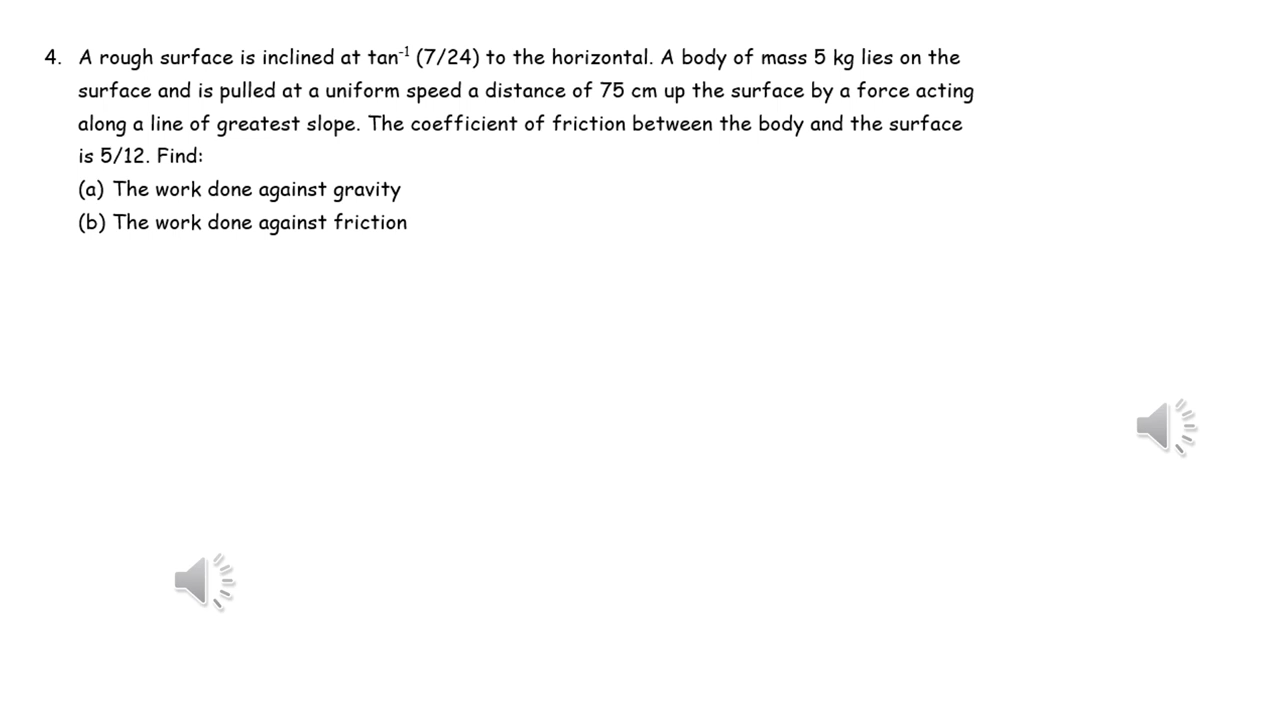 4. A rough surface is inclined at tan⁻¹ (7/24) to the horizontal. A body of mass 5 kg lies on the
surface and is pulled at a uniform speed a distance of 75 cm up the surface by a force acting
along a line of greatest slope. The coefficient of friction between the body and the surface
is 5/12. Find:
(a) The work done against gravity
(b) The work done against friction